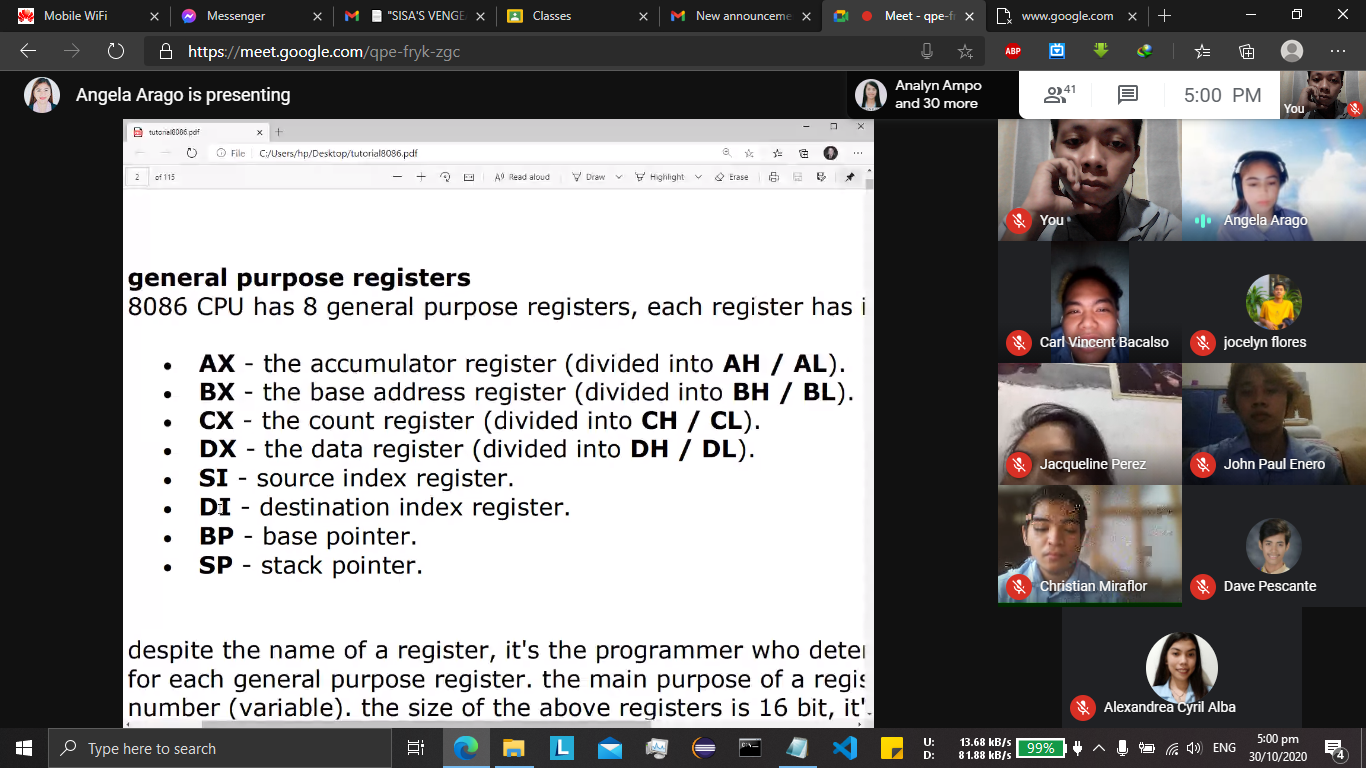 Mobile WiFi
Messenger
"SISA'S VENGE
Classes
New announceme
Meet - qpe-fr
www.google.com
https://meet.google.com/qpe-fryk-zgc
ABP
Angela Arago is presenting
Analyn Ampo
and 30 more
41
5:00 PM
You
tutorial8086.pdf
File
C:/Users/hp/Desktop/tutorial8086.pdf
2 of 115
Read aloud
Draw
Highlight
Erase
general purpose registers
8086 CPU has 8 general purpose registers, each register has i
• AX - the accumulator register (divided into AH / AL).
• BX - the base address register (divided into BH / BL).
• CX - the count register (divided into CH / CL).
• DX - the data register (divided into DH / DL).
• SI - source index register.
• DI - destination index register.
• BP - base pointer.
• SP - stack pointer.
despite the name of a register, it's the programmer who deter
for each general purpose register. the main purpose of a regis
number (variable). the size of the above registers is 16 bit, it'
You
Angela Arago
Carl Vincent Bacalso
jocelyn flores
Jacqueline Perez
John Paul Enero
Christian Miraflor
Dave Pescante
Alexandrea Cyril Alba
Type here to search
L
U: 13.68 kB/s
D: 81.88 kB/s
99%
ENG
5:00 pm
30/10/2020
4